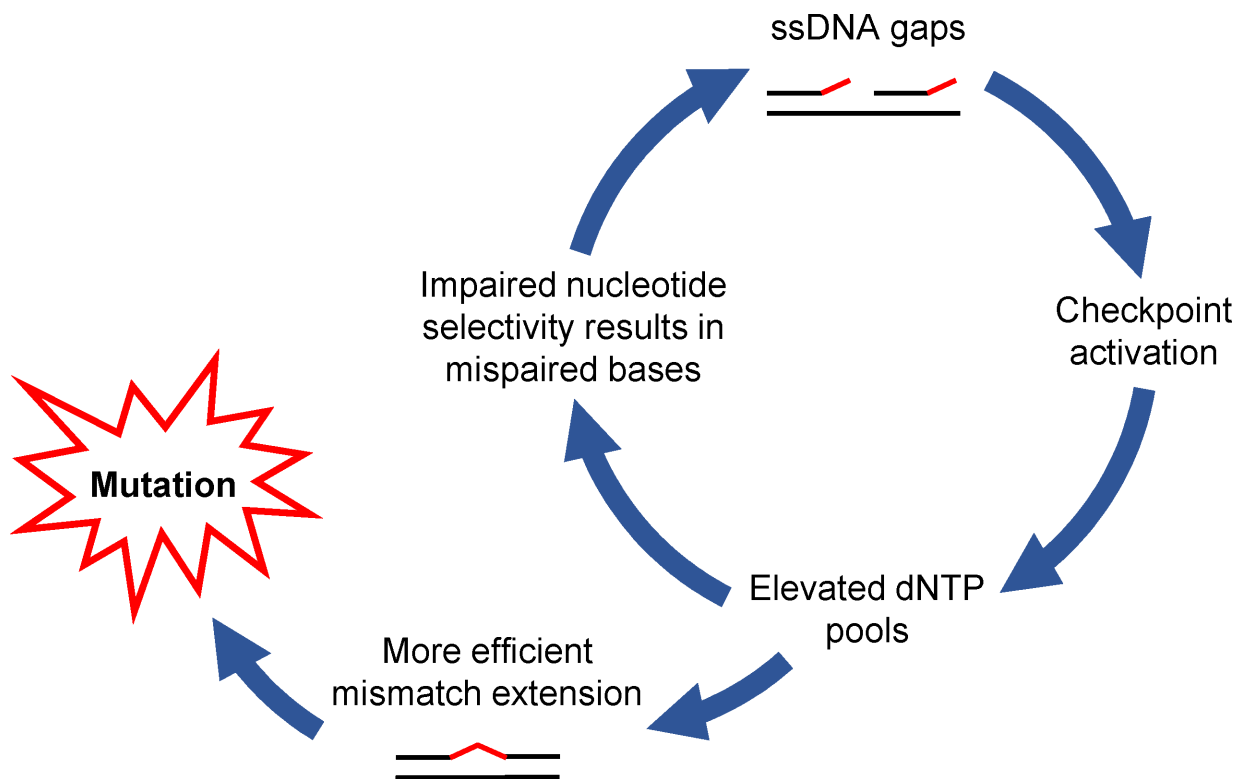 ssDNA gaps
Checkpoint
activation
Elevated dNTP
pools
Impaired nucleotide
selectivity results in
mispaired bases
More efficient
mismatch extension
Mutation